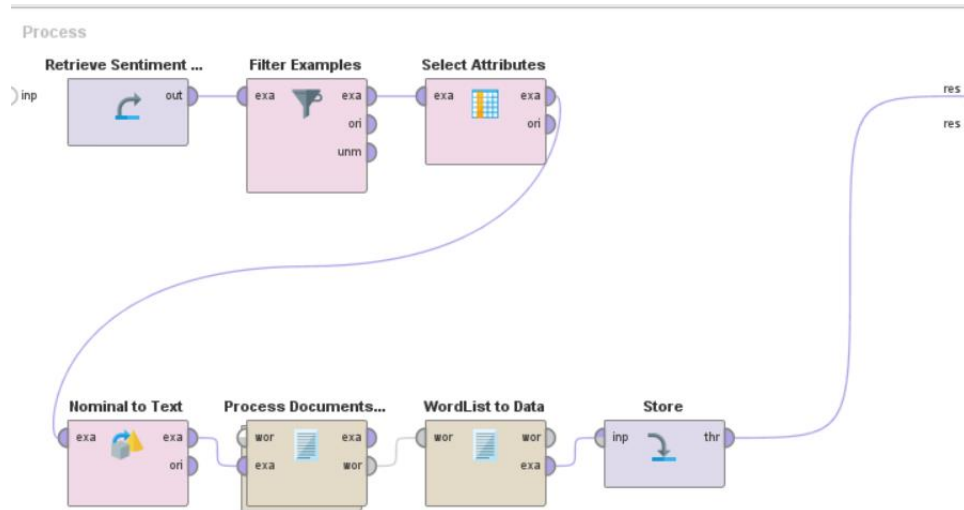 Process
Retrieve Sentiment ...
Filter Examples
Select Attributes
inp
out
exa
exa
ori
unm
exa
exa
ori
res
res
Nominal to Text
Process Documents...
WordList to Data
Store
exa
exa
ori
wor
exa
exa
wor
wor
wor
exa
inp
thr